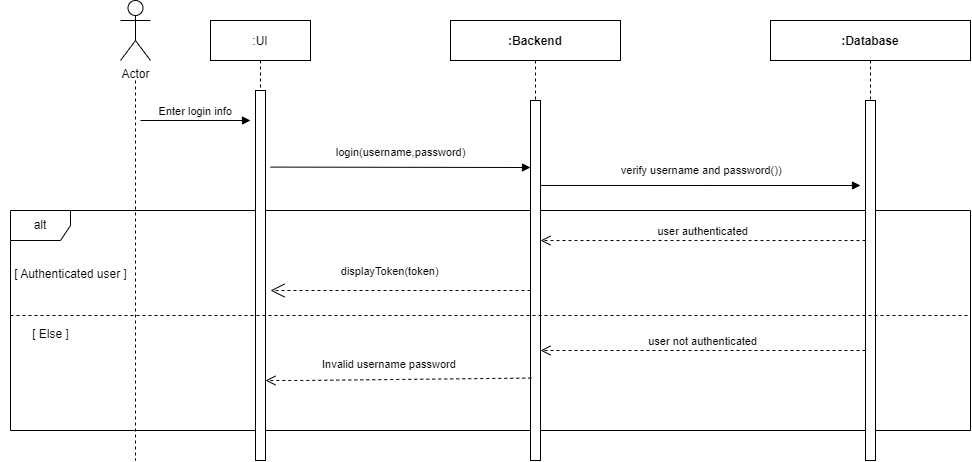 :UI
:Backend
:Database
Actor
Enter login info
login(username,password)
verify username and password())
alt
user authenticated
[ Authenticated user ]
displayToken(token)
[ Else ]
user not authenticated
Invalid username password